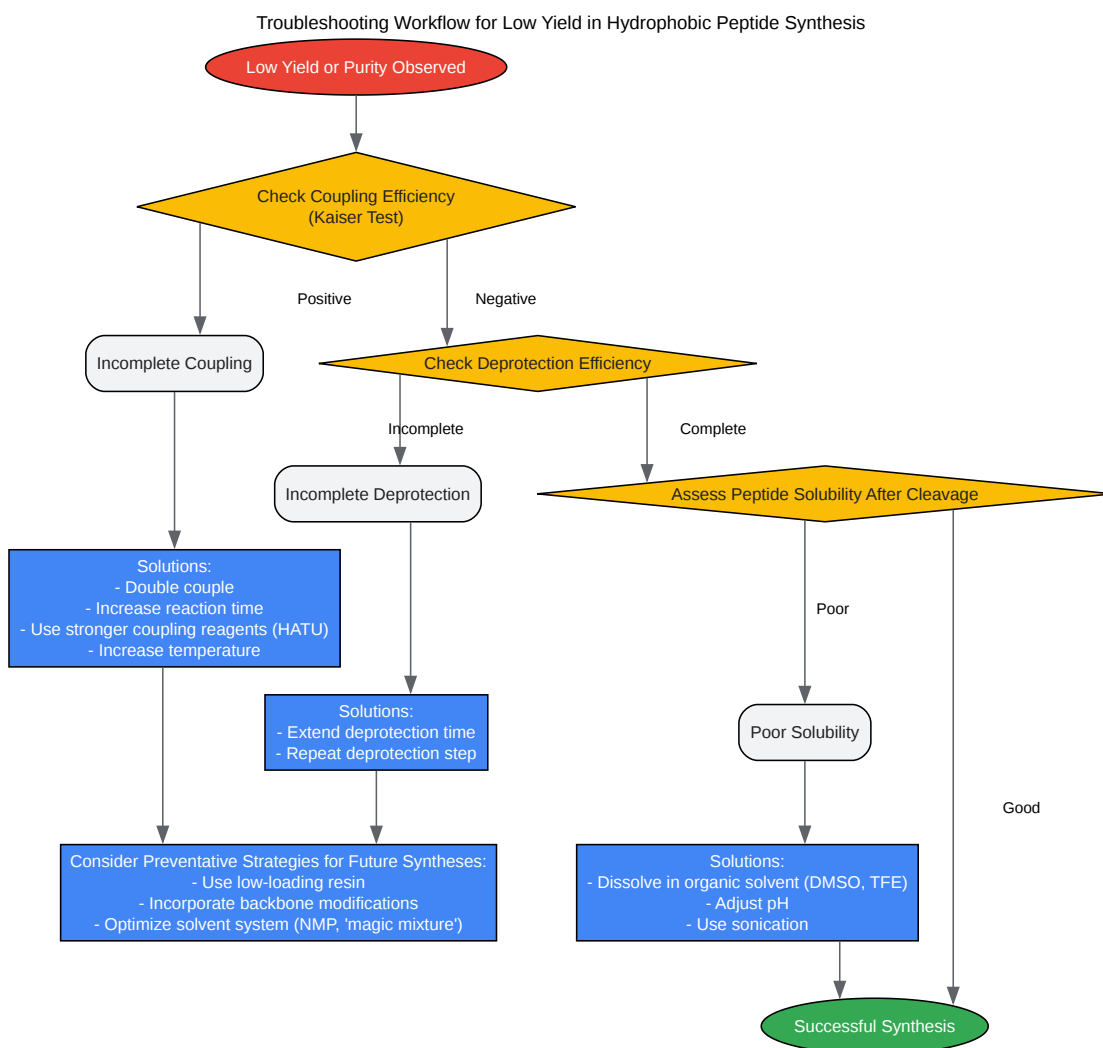 Troubleshooting Workflow for Low Yield in Hydrophobic Peptide Synthesis
Low Yield or Purity Observed
Check Coupling Efficiency
(Kaiser Test)
Positive
Negative
Incomplete Coupling
Check Deprotection Efficiency
Incomplete
Complete
Incomplete Deprotection
Assess Peptide Solubility After Cleavage
Solutions:
- Double couple
- Increase reaction time
- Use stronger coupling reagents (HATU)
- Increase temperature
Poor
Solutions:
- Extend deprotection time
- Repeat deprotection step
Poor Solubility
Good
Consider Preventative Strategies for Future Syntheses:
- Use low-loading resin
- Incorporate backbone modifications
- Optimize solvent system (NMP, 'magic mixture')
Solutions:
- Dissolve in organic solvent (DMSO, TFE)
- Adjust pH
- Use sonication
Successful Synthesis